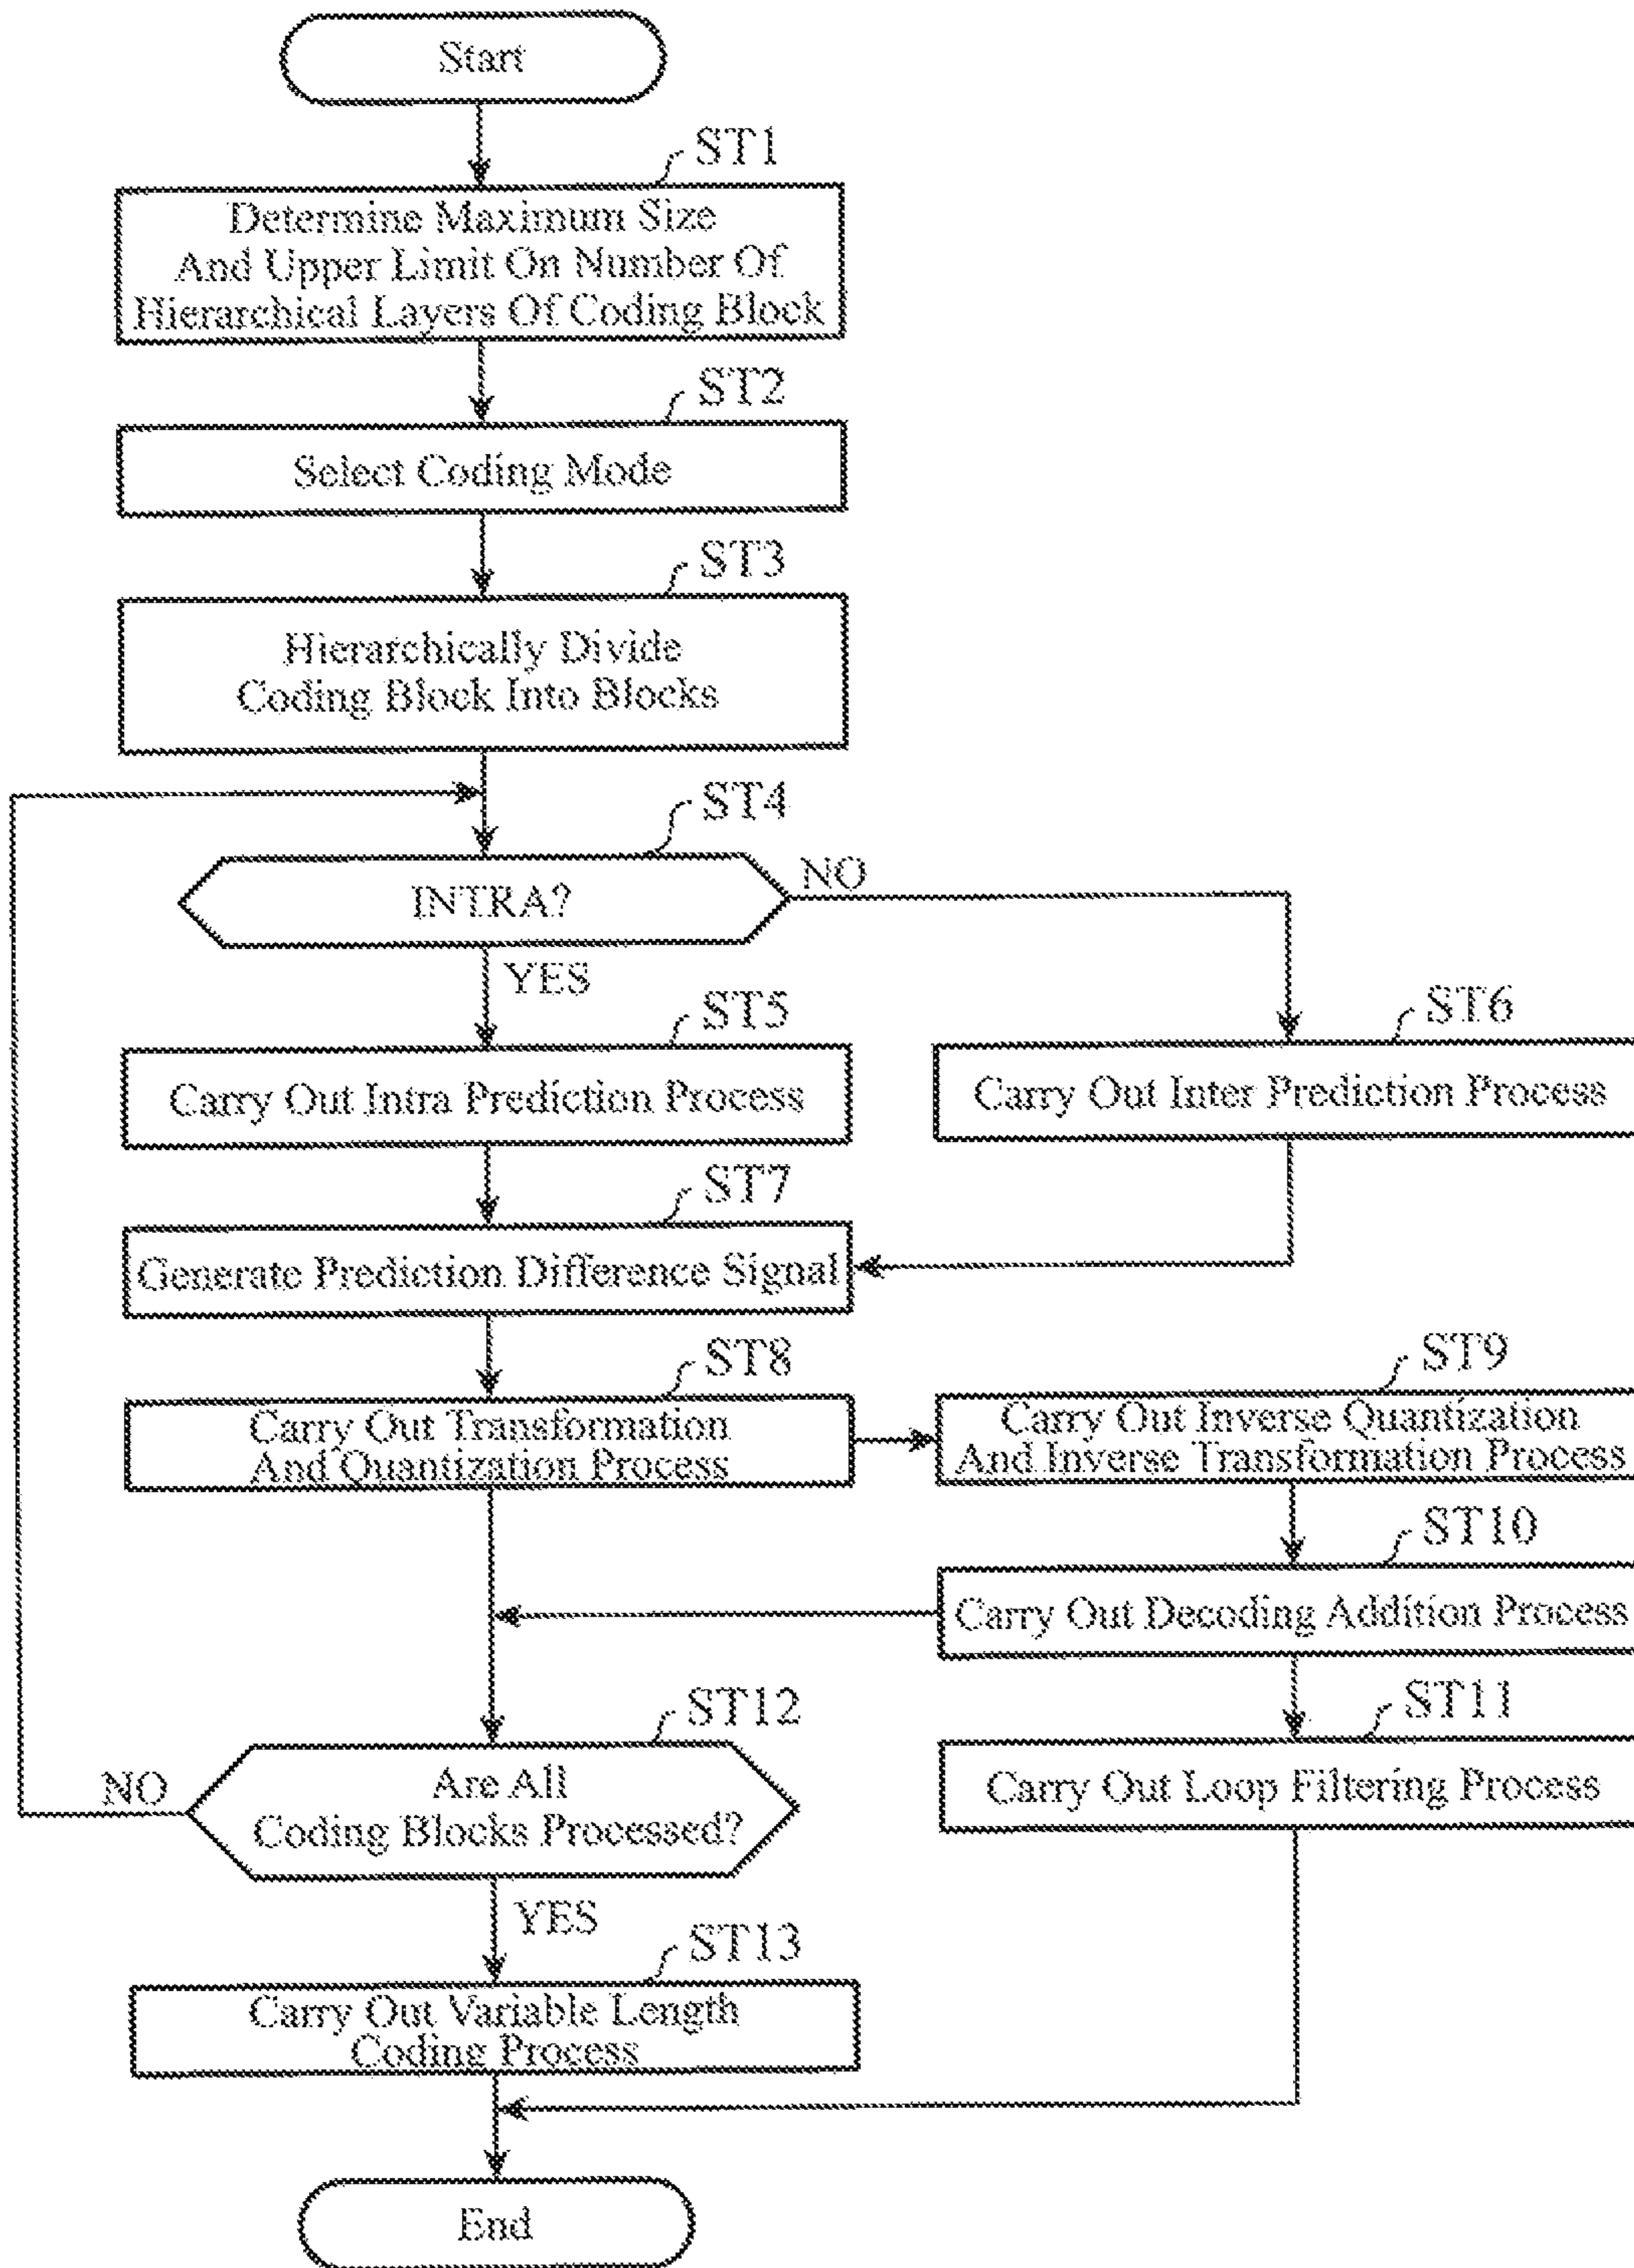 Start
ST1
Determine Maximum Size
And Upper Limit On Number Of
Hierarchical Layers Of Coding Block
ST2
Select Coding Mode
ST3
Hierarchically Divide
Coding Block Into Blocks
ST4
INTRA?
NO
YES
ST5
Carry Out Intra Prediction Process
ST6
Carry Out Inter Prediction Process
ST7
Generate Prediction Difference Signal
ST8
Carry Out Transformation
And Quantization Process
ST9
Carry Out Inverse Quantization
And Inverse Transformation Process
ST10
Carry Out Decoding Addition Process
ST11
Carry Out Loop Filtering Process
ST12
Are All
Coding Blocks Processed?
NO
YES
ST13
Carry Out Variable Length
Coding Process
End